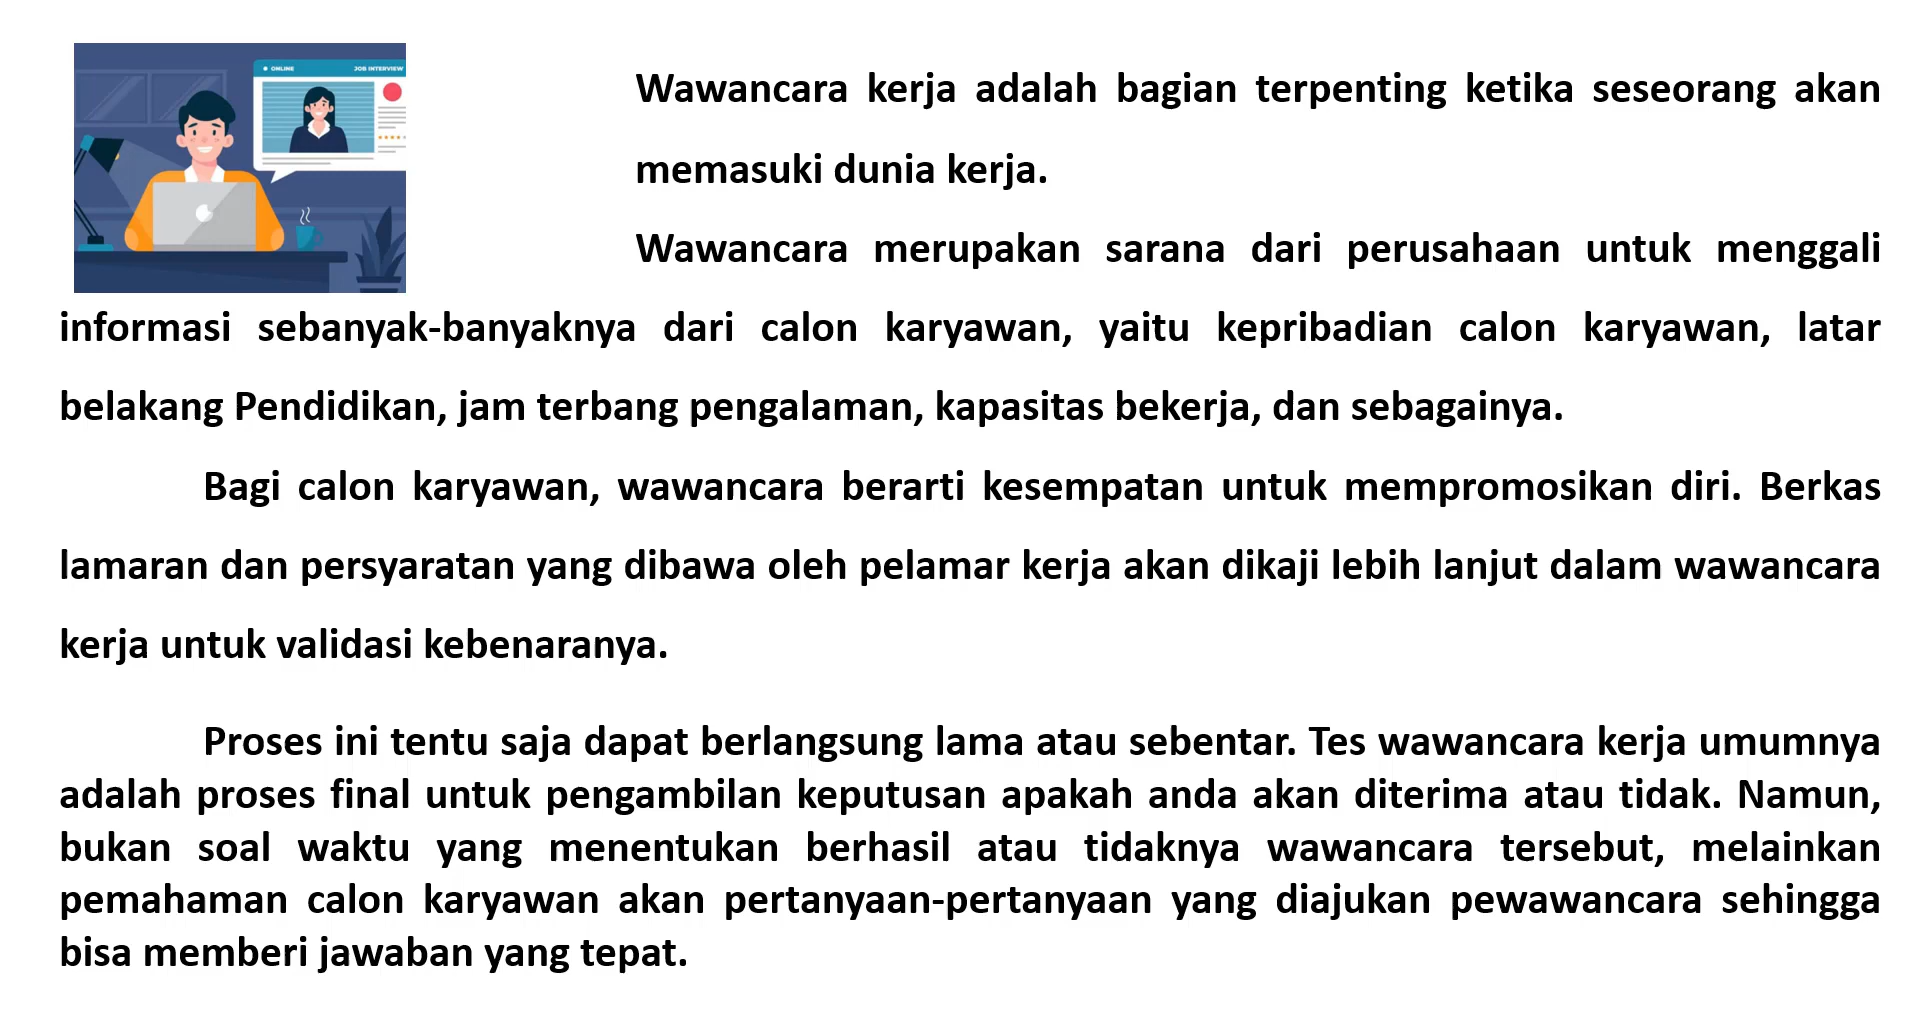 ONLINE JOB INTERVIEW
Wawancara kerja adalah bagian terpenting ketika seseorang akan
memasuki dunia kerja.
Wawancara merupakan sarana dari perusahaan untuk menggali
informasi sebanyak-banyaknya dari calon karyawan, yaitu kepribadian calon karyawan, latar
belakang Pendidikan, jam terbang pengalaman, kapasitas bekerja, dan sebagainya.
Bagi calon karyawan, wawancara berarti kesempatan untuk mempromosikan diri. Berkas
lamaran dan persyaratan yang dibawa oleh pelamar kerja akan dikaji lebih lanjut dalam wawancara
kerja untuk validasi kebenaranya.
Proses ini tentu saja dapat berlangsung lama atau sebentar. Tes wawancara kerja umumnya
adalah proses final untuk pengambilan keputusan apakah anda akan diterima atau tidak. Namun,
bukan soal waktu yang menentukan berhasil atau tidaknya wawancara tersebut, melainkan
pemahaman calon karyawan akan pertanyaan-pertanyaan yang diajukan pewawancara sehingga
bisa memberi jawaban yang tepat.